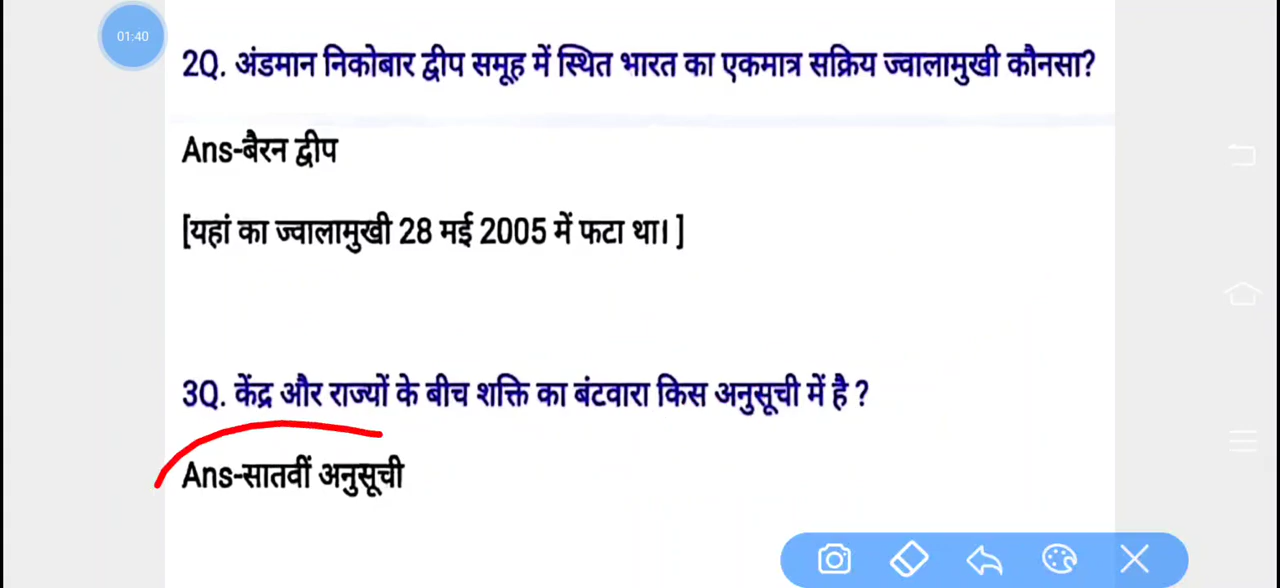 01:40
2Q. अंडमान निकोबार द्वीप समूह में स्थित भारत का एकमात्र सक्रिय ज्वालामुखी कौनसा?
Ans-बैरन द्वीप
[यहां का ज्वालामुखी 28 मई 2005 में फटा था। ]
3Q. केंद्र और राज्यों के बीच शक्ति का बंटवारा किस अनुसूची में है ?
Ans-सातवीं अनुसूची